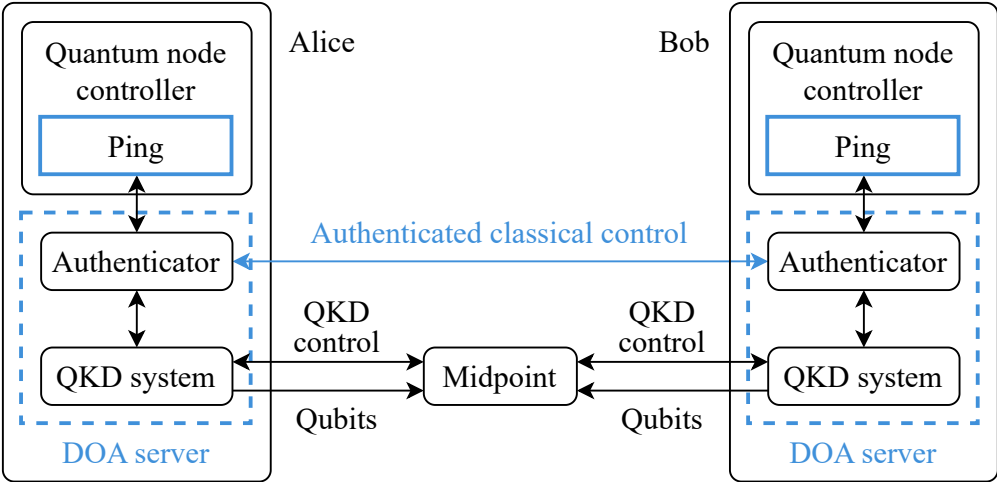 Alice
Quantum node
controller
Ping
Authenticator
QKD system
DOA server
Authenticated classical control
QKD
control
Qubits
Midpoint
QKD
control
Qubits
Bob
Quantum node
controller
Ping
Authenticator
QKD system
DOA server